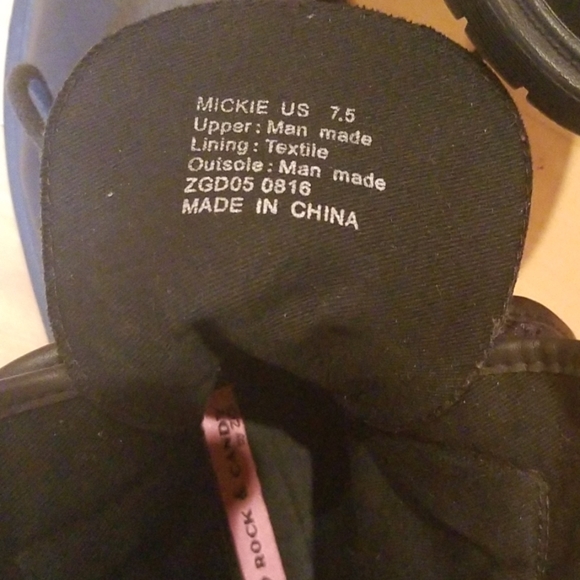 MICKIE US 7.5
Upper: Man made
Lining: Textile
Outsole: Man made
ZGD05 0816
MADE IN CHINA
ROCK & CANDY